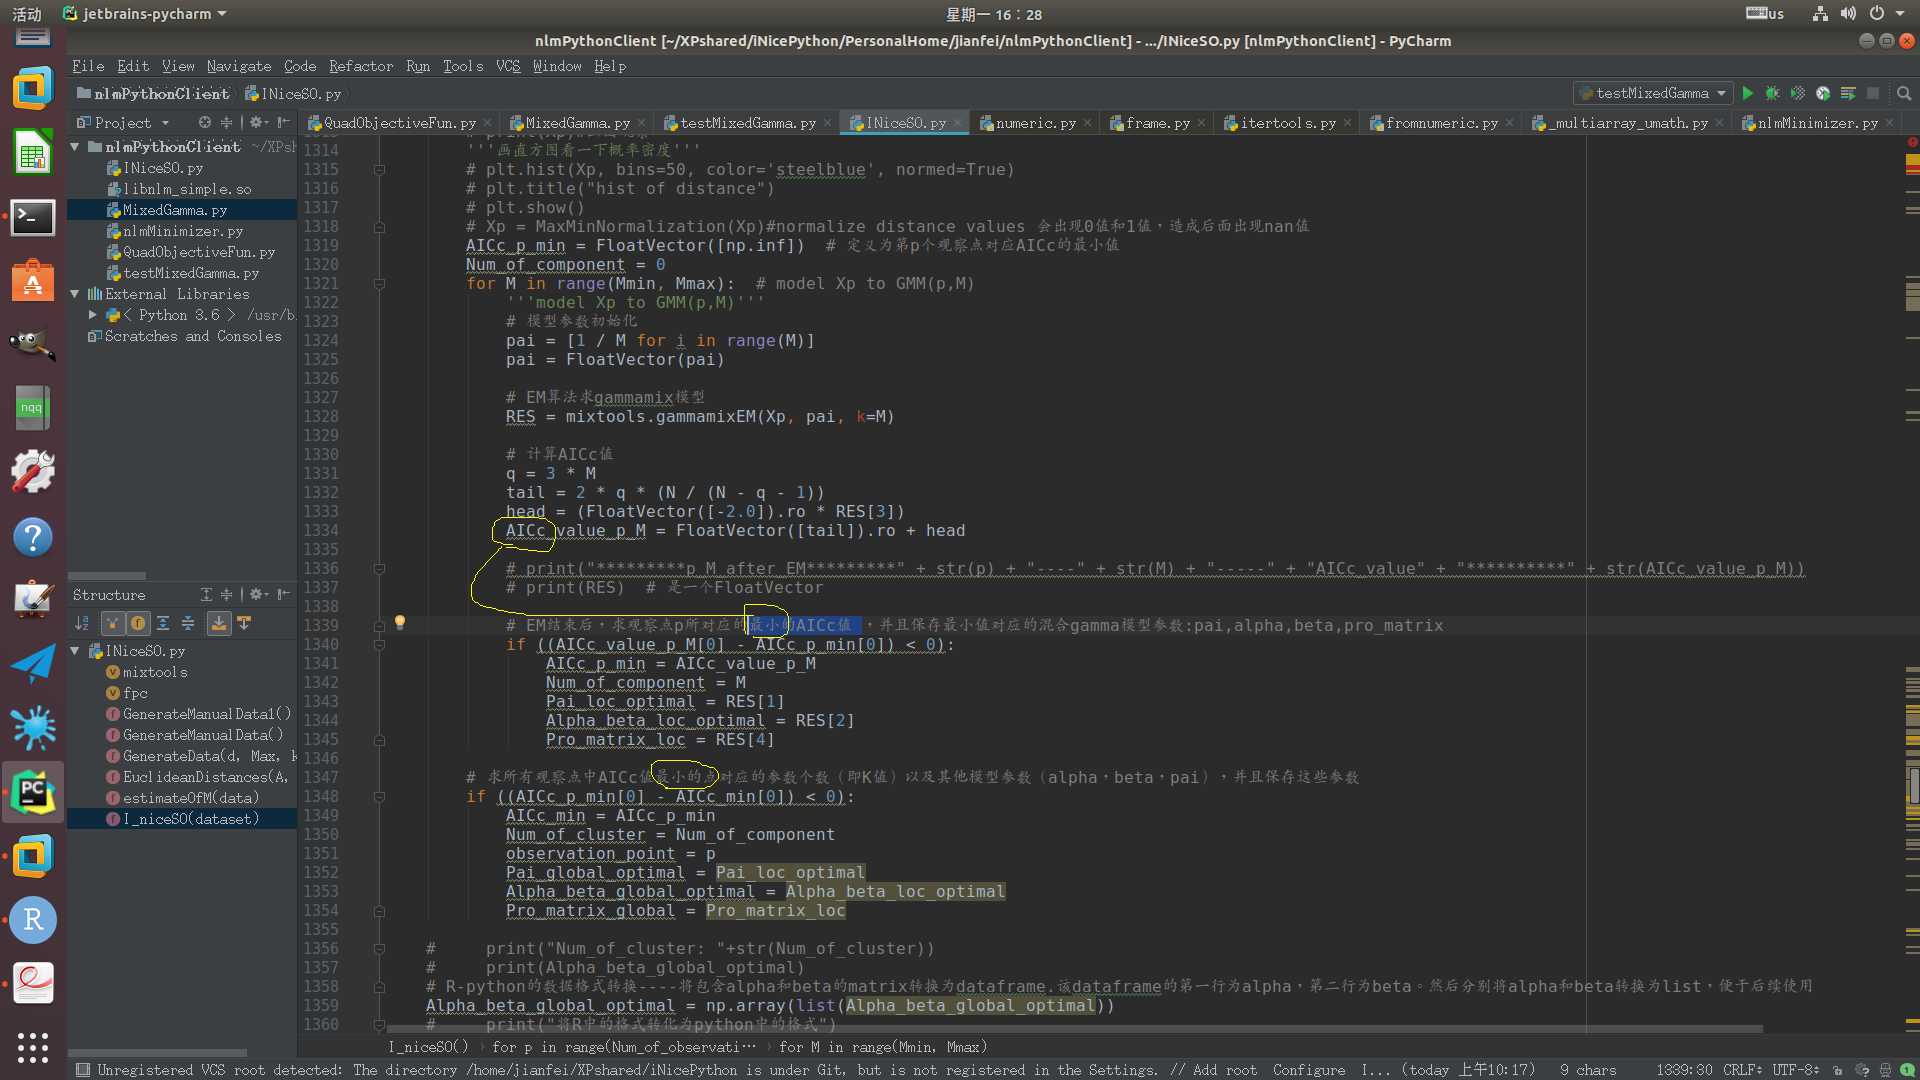 活动 jetbrains-pycharm 星期一 16：28 us
nlmPythonClient [~/XPshared/iNicePython/PersonalHome/jianfei/nlmPythonClient] - .../INiceSO.py [nlmPythonClient] - PyCharm
File Edit View Navigate Code Refactor Run Tools VCS Window Help
nlmPythonClient INiceSO.py testMixedGamma
Project
QuadObjectiveFun.py MixedGamma.py testMixedGamma.py INiceSO.py numeric.py frame.py itertools.py fromnumeric.py _multiarray_umath.py nlmMinimizer.py
nlmPythonClient ~/XPsh
INiceSO.py
libnlm_simple.so
MixedGamma.py
nlmMinimizer.py
QuadObjectiveFun.py
testMixedGamma.py
External Libraries
< Python 3.6 > /usr/b
Scratches and Consoles
Structure
INiceSO.py
mixtools
fpc
GenerateManualData1()
GenerateManualData()
GenerateData(d, Max, k
EuclideanDistances(A,
estimateOfM(data)
I_niceSO(dataset)
1314 '''画直方图看一下概率密度'''
1315 # plt.hist(Xp, bins=50, color='steelblue', normed=True)
1316 # plt.title("hist of distance")
1317 # plt.show()
1318 # Xp = MaxMinNormalization(Xp)#normalize distance values 会出现0值和1值，造成后面出现nan值
1319 AICc_p_min = FloatVector([np.inf])  # 定义为第p个观察点对应AICc的最小值
1320 Num_of_component = 0
1321 for M in range(Mmin, Mmax):  # model Xp to GMM(p,M)
1322 '''model Xp to GMM(p,M)'''
1323 # 模型参数初始化
1324 pai = [1 / M for i in range(M)]
1325 pai = FloatVector(pai)
1326
1327 # EM算法求gammamix模型
1328 RES = mixtools.gammamixEM(Xp, pai, k=M)
1329
1330 # 计算AICc值
1331 q = 3 * M
1332 tail = 2 * q * (N / (N - q - 1))
1333 head = (FloatVector([-2.0]).ro * RES[3])
1334 AICc_value_p_M = FloatVector([tail]).ro + head
1335
1336 # print("*********p_M_after_EM*********" + str(p) + "----" + str(M) + "-----" + "AICc_value" + "**********" + str(AICc_value_p_M))
1337 # print(RES)  # 是一个FloatVector
1338
1339 # EM结束后，求观察点p所对应的最小的AICc值 ，并且保存最小值对应的混合gamma模型参数:pai,alpha,beta,pro_matrix
1340 if ((AICc_value_p_M[0] - AICc_p_min[0]) < 0):
1341 AICc_p_min = AICc_value_p_M
1342 Num_of_component = M
1343 Pai_loc_optimal = RES[1]
1344 Alpha_beta_loc_optimal = RES[2]
1345 Pro_matrix_loc = RES[4]
1346
1347 # 求所有观察点中AICc值最小的点对应的参数个数（即K值）以及其他模型参数（alpha，beta，pai），并且保存这些参数
1348 if ((AICc_p_min[0] - AICc_min[0]) < 0):
1349 AICc_min = AICc_p_min
1350 Num_of_cluster = Num_of_component
1351 observation_point = p
1352 Pai_global_optimal = Pai_loc_optimal
1353 Alpha_beta_global_optimal = Alpha_beta_loc_optimal
1354 Pro_matrix_global = Pro_matrix_loc
1355
1356 #     print("Num_of_cluster: "+str(Num_of_cluster))
1357 #     print(Alpha_beta_global_optimal)
1358 # R-python的数据格式转换----将包含alpha和beta的matrix转换为dataframe.该dataframe的第一行为alpha，第二行为beta。然后分别将alpha和beta转换为list，便于后续使用
1359 Alpha_beta_global_optimal = np.array(list(Alpha_beta_global_optimal))
1360 #     print("将R中的格式转化为python中的格式")
I_niceSO() › for p in range(Num_of_observati… › for M in range(Mmin, Mmax)
Unregistered VCS root detected: The directory /home/jianfei/XPshared/iNicePython is under Git, but is not registered in the Settings. // Add root  Configure  I... (today 上午10:17) 9 chars 1339:30 CRLF UTF-8
nqq
PC
R